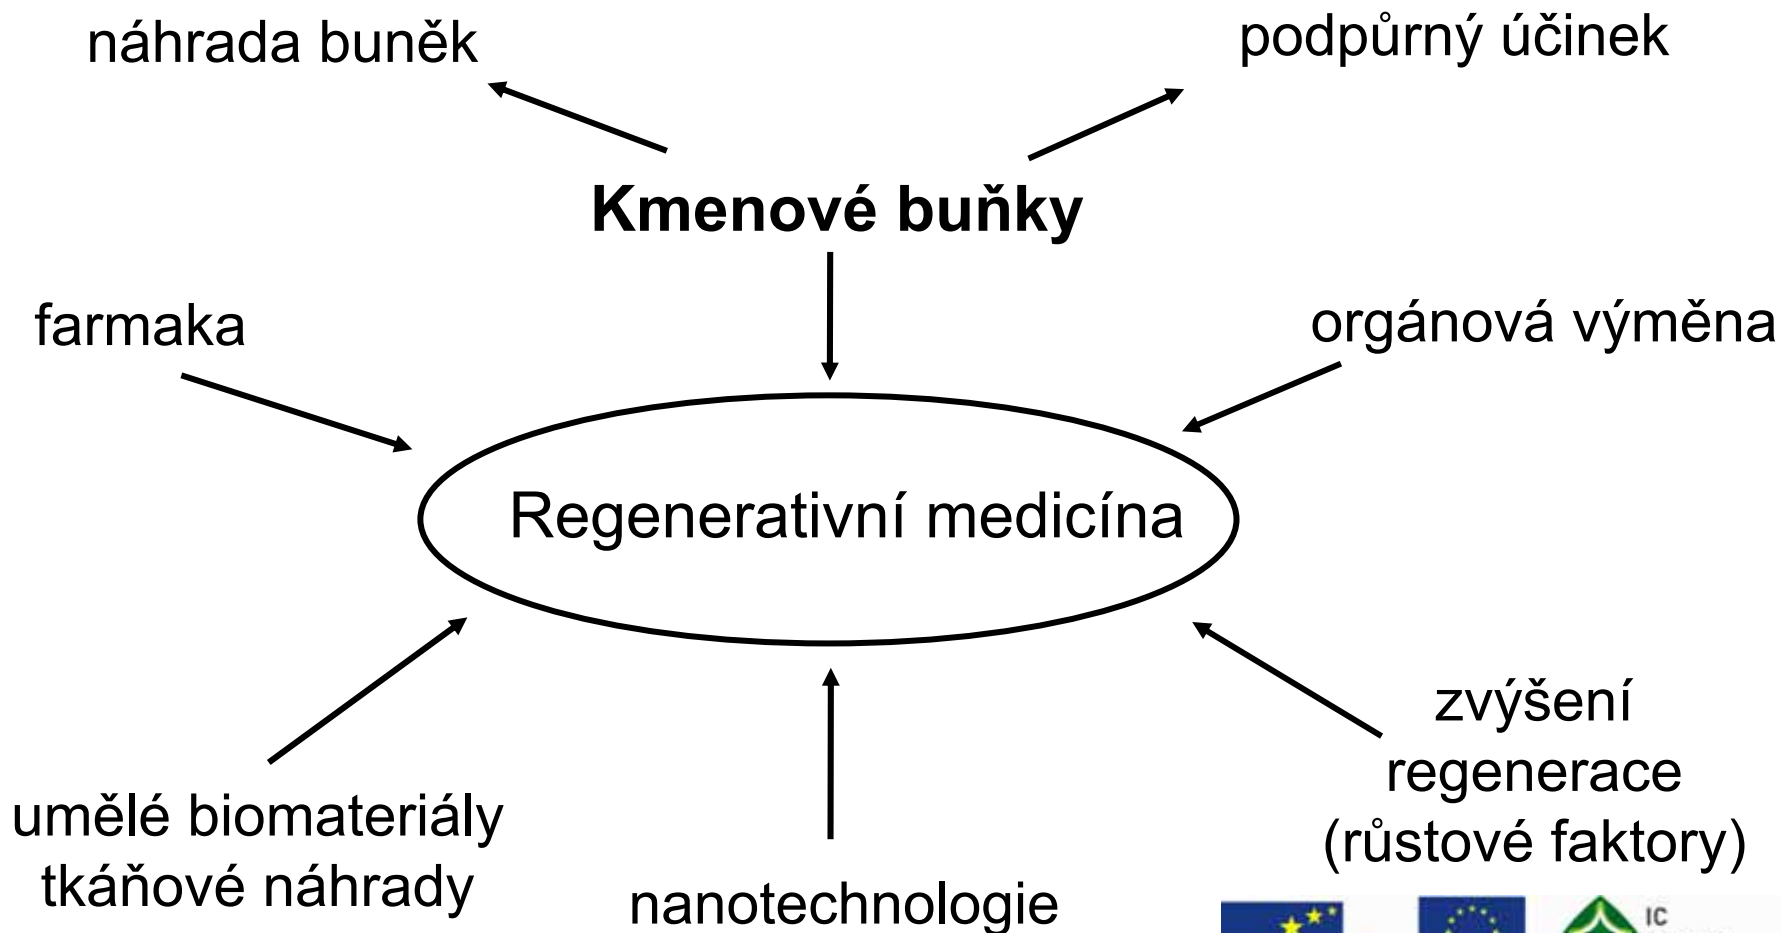 náhrada buněk
podpůrný účinek
Kmenové buňky
farmaka
orgánová výměna
Regenerativní medicína
zvýšení
regenerace
(růstové faktory)
umělé biomateriály
tkáňové náhrady
nanotechnologie
IC